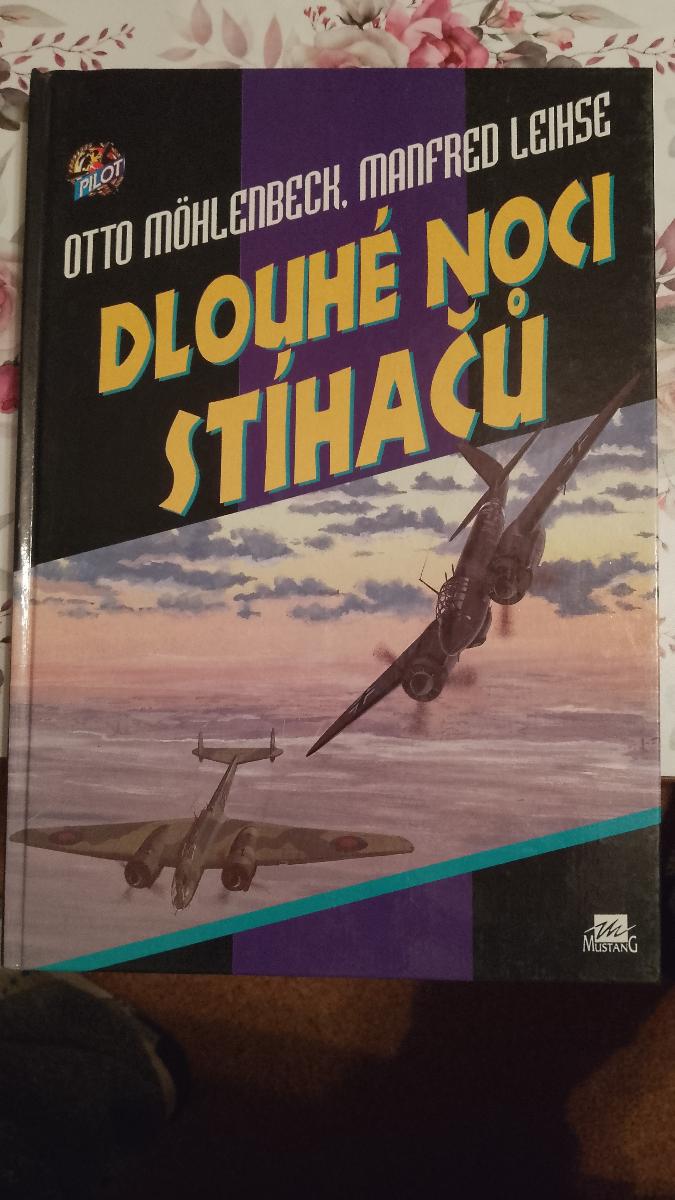 PILOT
OTTO MÖHLENBECK, MANFRED LEIHSE
DLOUHÉ NOCI
STÍHAČŮ
M
MUSTANG